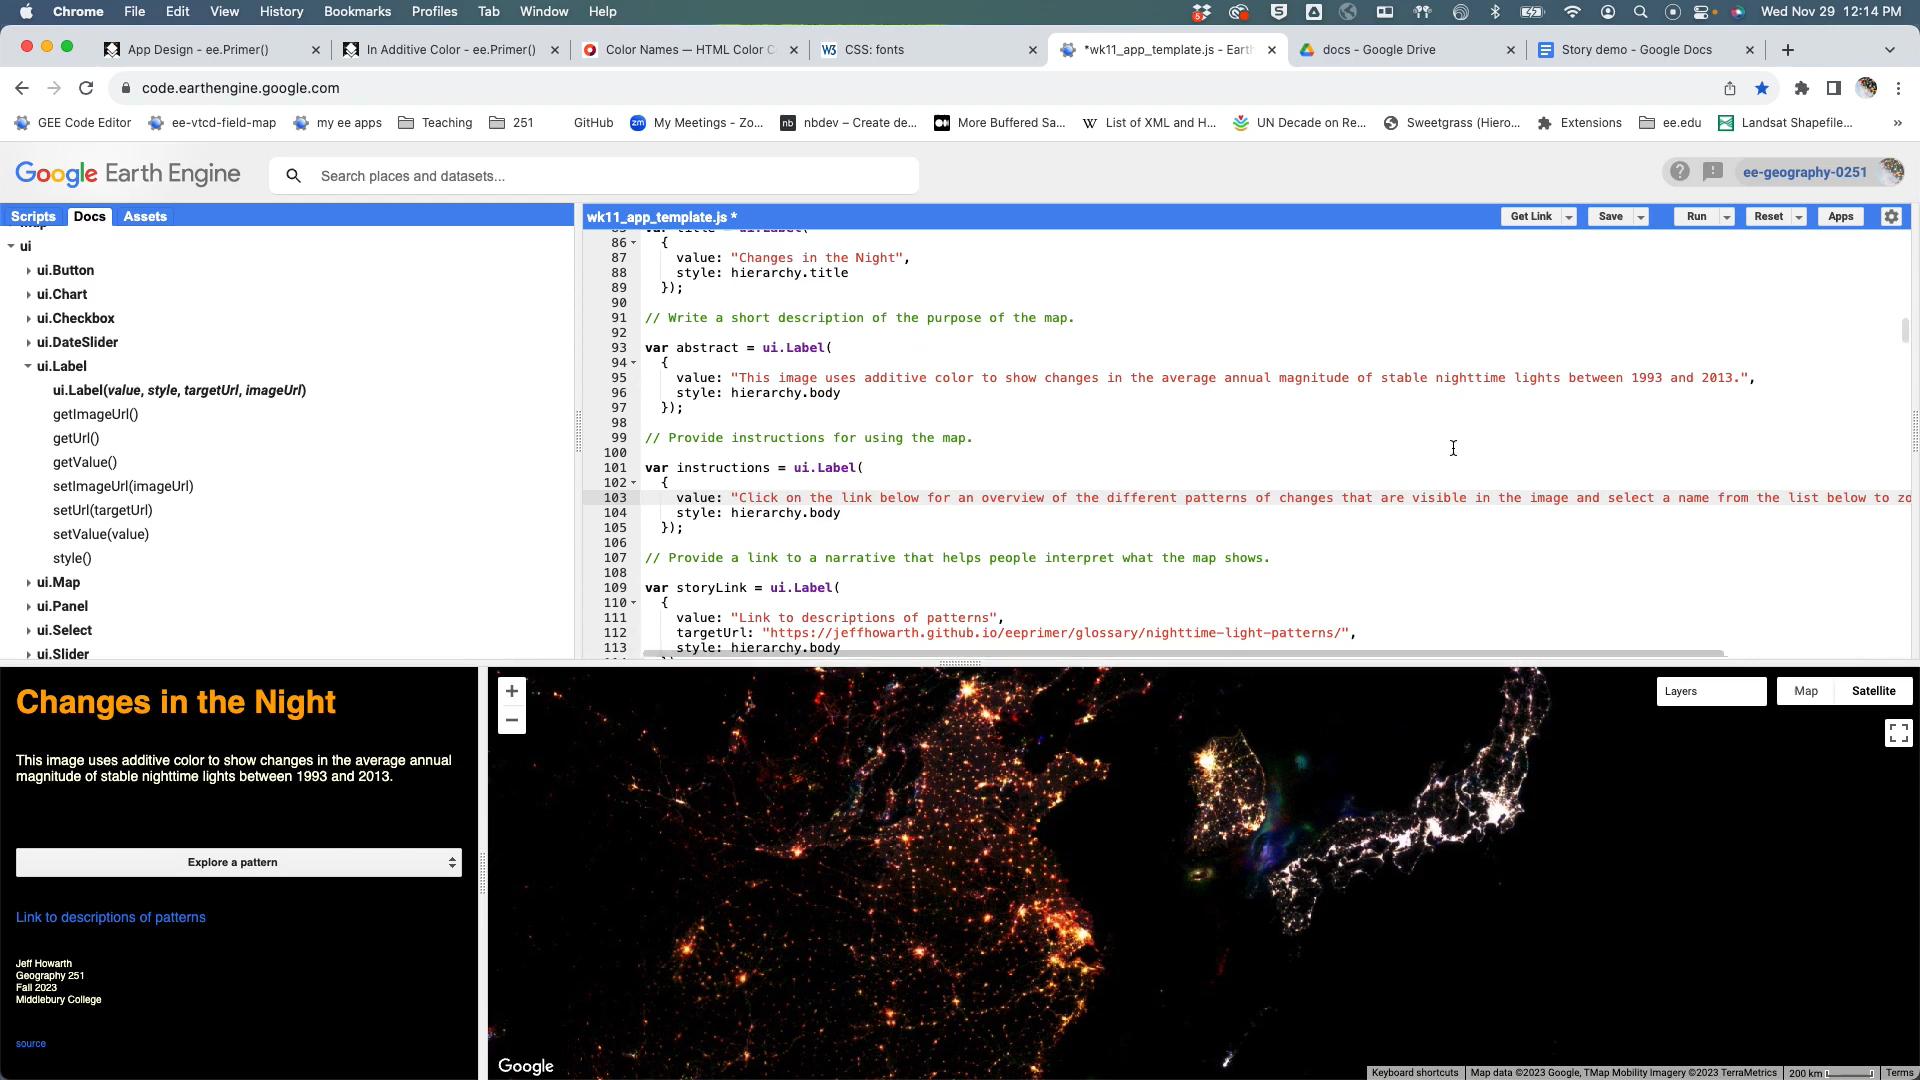 Chrome File Edit View History Bookmarks Profiles Tab Window Help Wed Nov 29 12:14 PM
App Design - ee.Primer() In Additive Color - ee.Primer() Color Names — HTML Color C CSS: fonts *wk11_app_template.js - Earth docs - Google Drive Story demo - Google Docs
code.earthengine.google.com
GEE Code Editor ee-vtcd-field-map my ee apps Teaching 251 GitHub My Meetings - Zo... nbdev – Create de... More Buffered Sa... List of XML and H... UN Decade on Re... Sweetgrass (Hiero... Extensions ee.edu Landsat Shapefile... »
Google Earth Engine Search places and datasets... ee-geography-0251
Scripts Docs Assets
ui
ui.Button
ui.Chart
ui.Checkbox
ui.DateSlider
ui.Label
ui.Label(value, style, targetUrl, imageUrl)
getImageUrl()
getUrl()
getValue()
setImageUrl(imageUrl)
setUrl(targetUrl)
setValue(value)
style()
ui.Map
ui.Panel
ui.Select
ui.Slider
wk11_app_template.js * Get Link Save Run Reset Apps
85 var title = ui.Label(
86 {
87 value: "Changes in the Night",
88 style: hierarchy.title
89 });
90
91 // Write a short description of the purpose of the map.
92
93 var abstract = ui.Label(
94 {
95 value: "This image uses additive color to show changes in the average annual magnitude of stable nighttime lights between 1993 and 2013.",
96 style: hierarchy.body
97 });
98
99 // Provide instructions for using the map.
100
101 var instructions = ui.Label(
102 {
103 value: "Click on the link below for an overview of the different patterns of changes that are visible in the image and select a name from the list below to zo
104 style: hierarchy.body
105 });
106
107 // Provide a link to a narrative that helps people interpret what the map shows.
108
109 var storyLink = ui.Label(
110 {
111 value: "Link to descriptions of patterns",
112 targetUrl: "https://jeffhowarth.github.io/eeprimer/glossary/nighttime-light-patterns/",
113 style: hierarchy.body
Changes in the Night
This image uses additive color to show changes in the average annual
magnitude of stable nighttime lights between 1993 and 2013.
Explore a pattern
Link to descriptions of patterns
Jeff Howarth
Geography 251
Fall 2023
Middlebury College
source
+
−
Layers Map Satellite
Google Keyboard shortcuts Map data ©2023 Google, TMap Mobility Imagery ©2023 TerraMetrics 200 km Terms